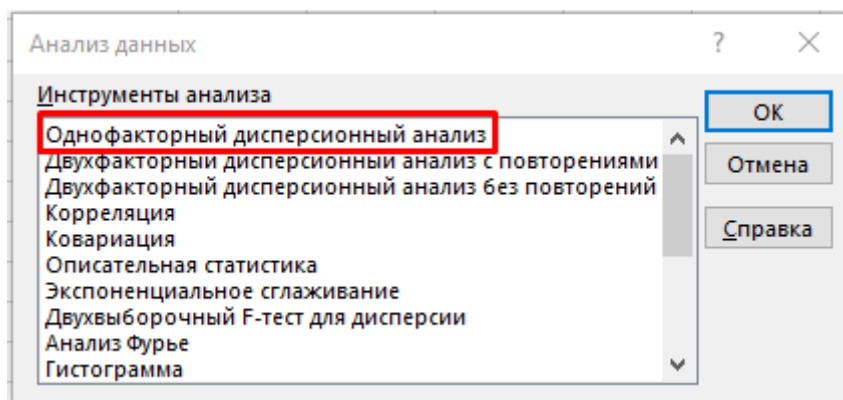 Анализ данных
?
Инструменты анализа
Однофакторный дисперсионный анализ
Двухфакторный дисперсионный анализ с повторениями
Двухфакторный дисперсионный анализ без повторений
Корреляция
Ковариация
Описательная статистика
Экспоненциальное сглаживание
Двухвыборочный F-тест для дисперсии
Анализ Фурье
Гистограмма
ОК
Отмена
Справка